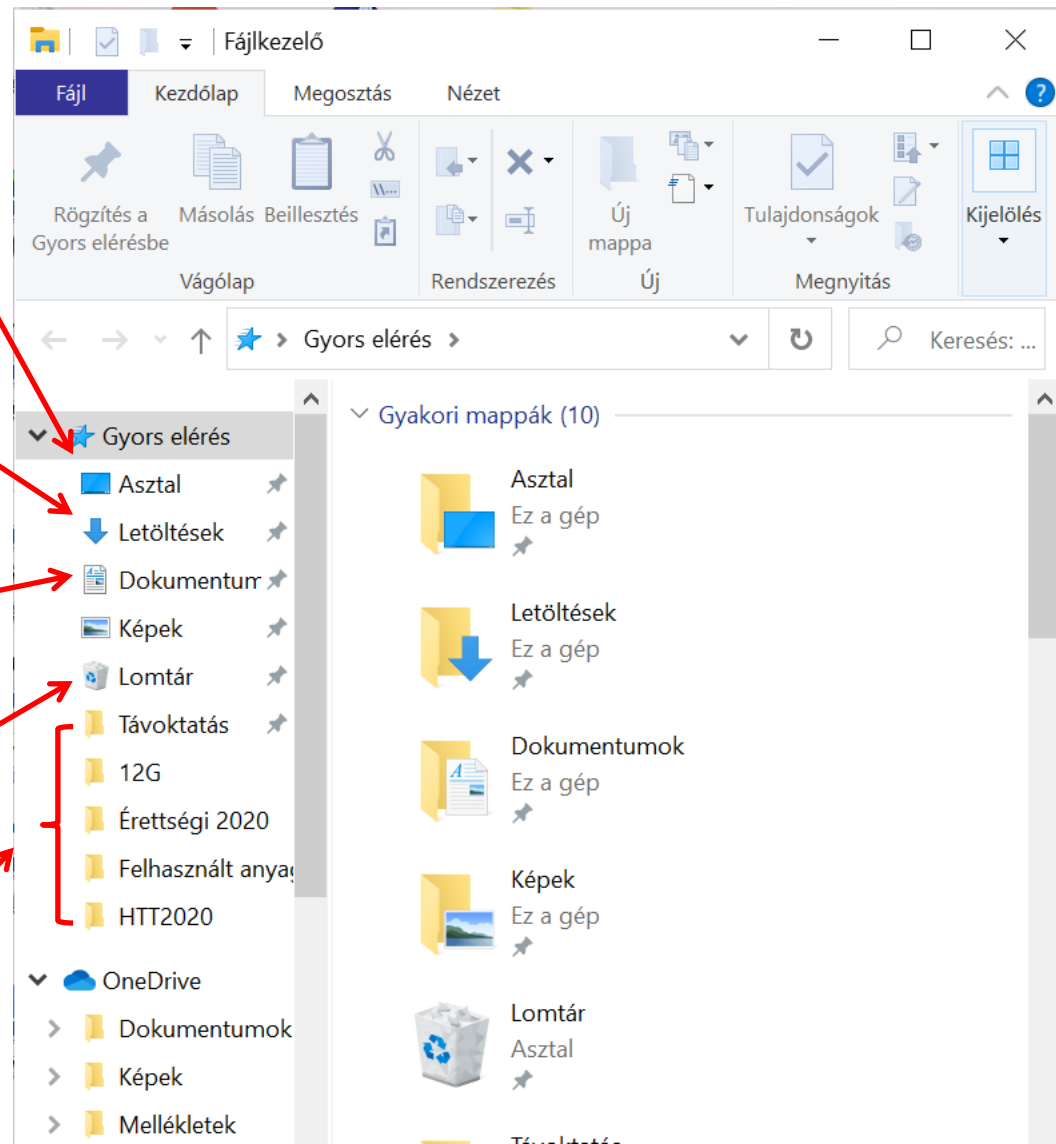 Fájlkezelő
Fájl Kezdőlap Megosztás Nézet
Rögzítés a
Gyors elérésbe
Másolás
Beillesztés
Vágólap
Rendszerezés
Új
mappa
Új
Tulajdonságok
Megnyitás
Kijelölés
Gyors elérés
Keresés: ...
Gyors elérés
Asztal
Letöltések
Dokumentum
Képek
Lomtár
Távoktatás
12G
Érettségi 2020
Felhasznált anya
HTT2020
OneDrive
Dokumentumok
Képek
Mellékletek
Gyakori mappák (10)
Asztal
Ez a gép
Letöltések
Ez a gép
Dokumentumok
Ez a gép
Képek
Ez a gép
Lomtár
Asztal